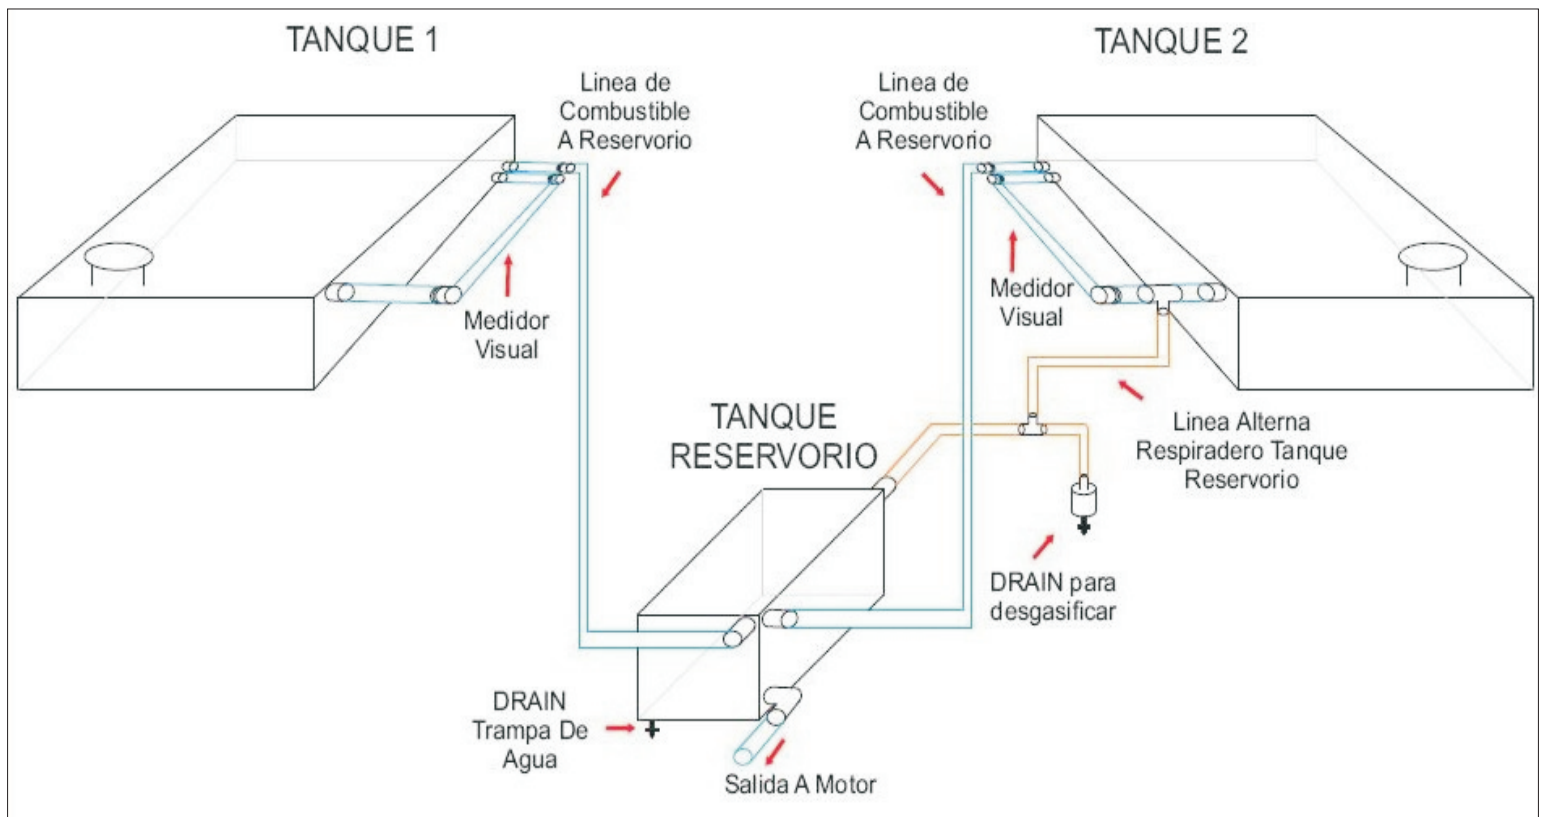 TANQUE 1
TANQUE 2
Linea de
Combustible
A Reservorio
Linea de
Combustible
A Reservorio
Medidor
Visual
Medidor
Visual
TANQUE
RESERVORIO
Linea Alterna
Respiradero Tanque
Reservorio
DRAIN para
desgasificar
DRAIN
Trampa De
Agua
Salida A Motor